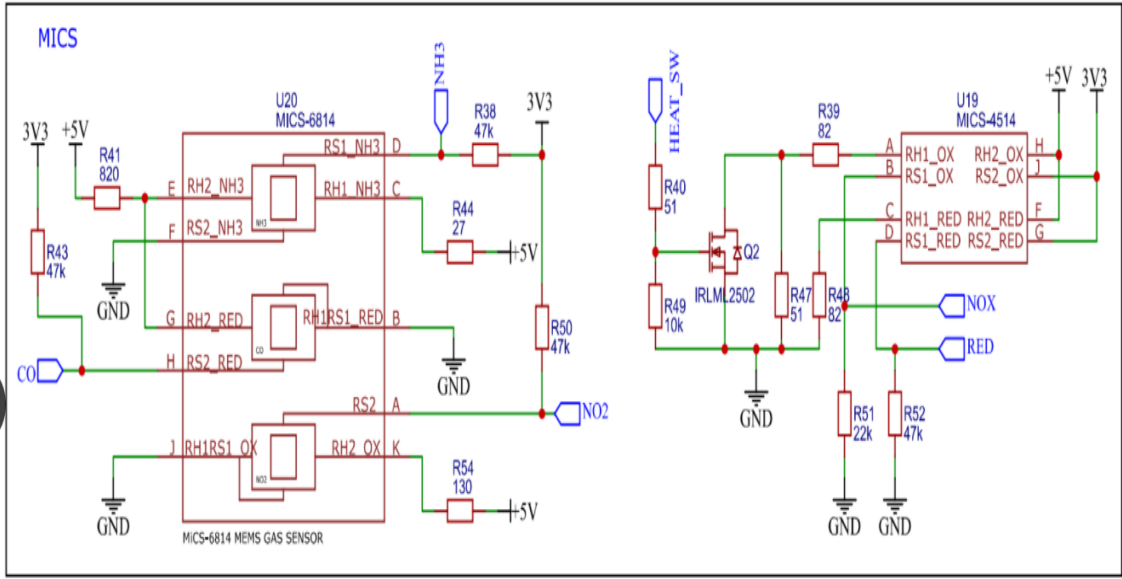 MICS
U20
MICS-6814
NH3
R38
47k
3V3
3V3
+5V
R41
820
E
RH2_NH3
RS1_NH3
D
RH1_NH3
C
NH3
F
RS2_NH3
R43
47k
GND
R44
27
+5V
G
RH2_RED
RH1RS1_RED
B
CO
H
RS2_RED
GND
R50
47k
CO
RS2
A
NO2
J
RH1RS1_OX
RH2_OX
K
NO2
R54
130
+5V
GND
MiCS-6814 MEMS GAS SENSOR
HEAT_SW
R40
51
R49
10k
Q2
IRLML2502
R39
82
R47
51
R48
82
GND
U19
MICS-4514
+5V
3V3
A
RH1_OX
RH2_OX
H
B
RS1_OX
RS2_OX
J
C
RH1_RED
RH2_RED
F
D
RS1_RED
RS2_RED
G
NOX
RED
R51
22k
R52
47k
GND
GND